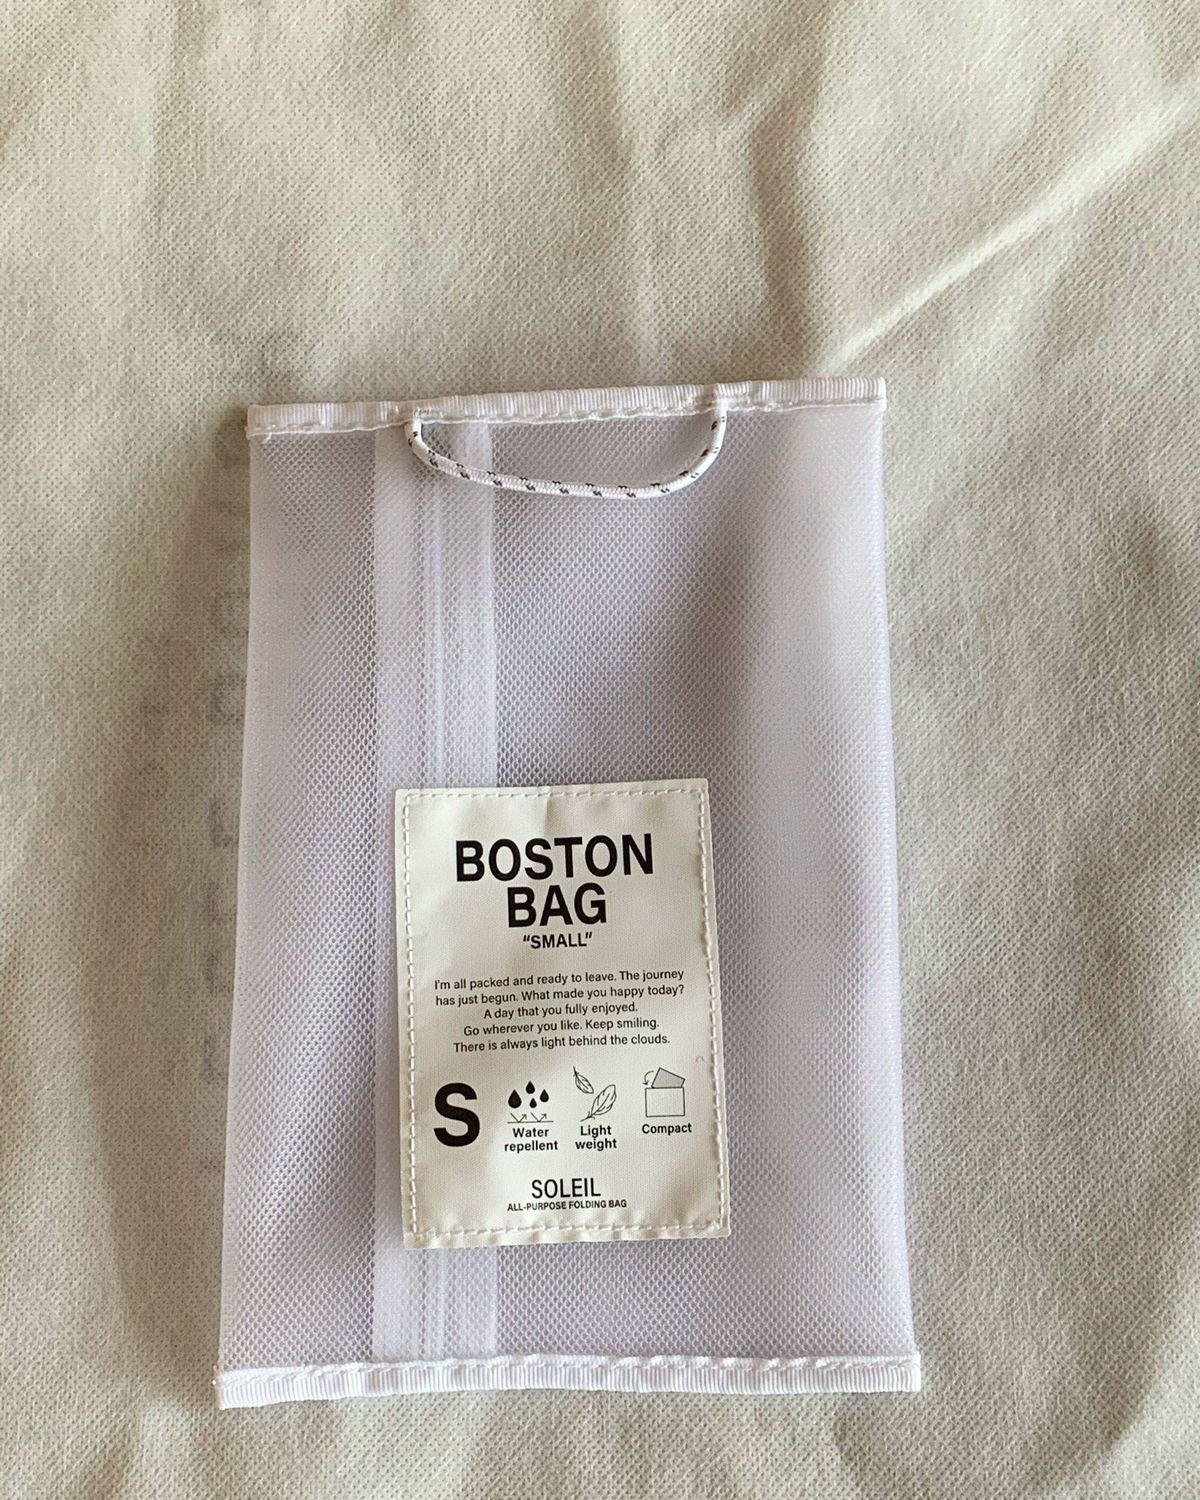 BOSTON
BAG
“SMALL”
I'm all packed and ready to leave. The journey
has just begun. What made you happy today?
A day that you fully enjoyed.
Go wherever you like. Keep smiling.
There is always light behind the clouds.
S
Water
repellent
Light
weight
Compact
SOLEIL
ALL-PURPOSE FOLDING BAG